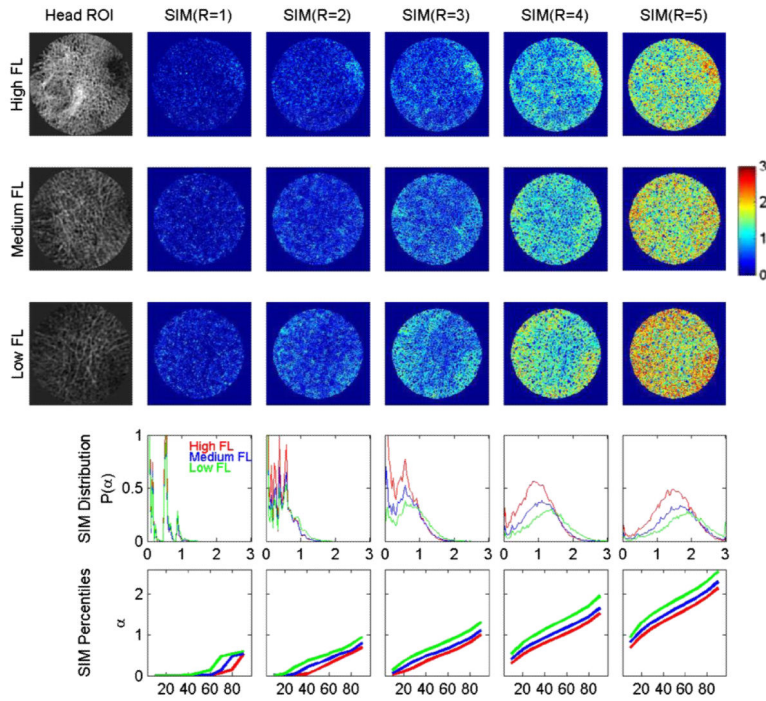 Head ROI SIM(R=1) SIM(R=2) SIM(R=3) SIM(R=4) SIM(R=5)
High FL
Medium FL
3
2
1
0
Low FL
SIM Distribution
P(α)
1
0.5
0
High FL
Medium FL
Low FL
0 1 2 3 0 1 2 3 0 1 2 3 0 1 2 3 0 1 2 3
SIM Percentiles
α
2
1
0
20 40 60 80 20 40 60 80 20 40 60 80 20 40 60 80 20 40 60 80